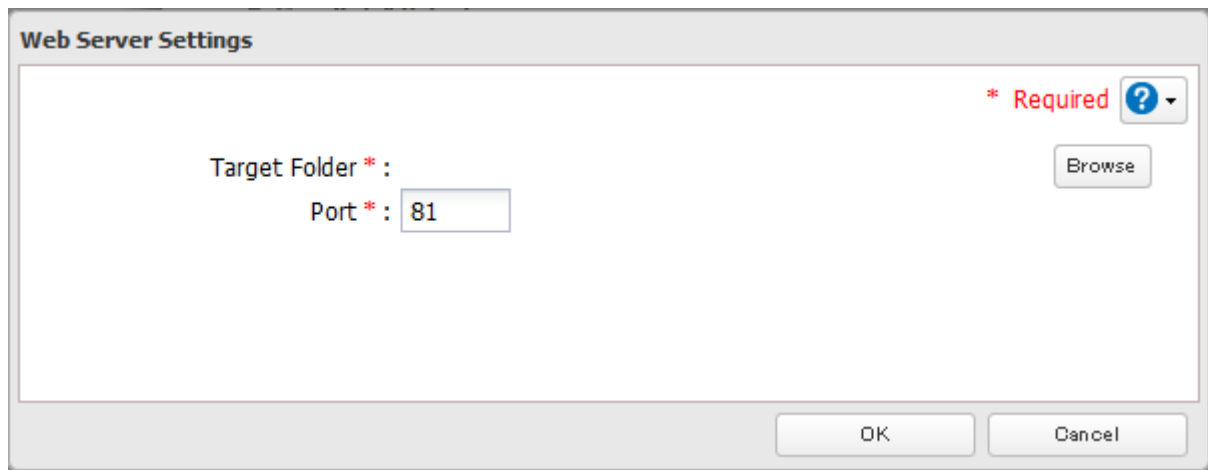 Web Server Settings
* Required ?
Target Folder * : Browse
Port * : 81
OK Cancel